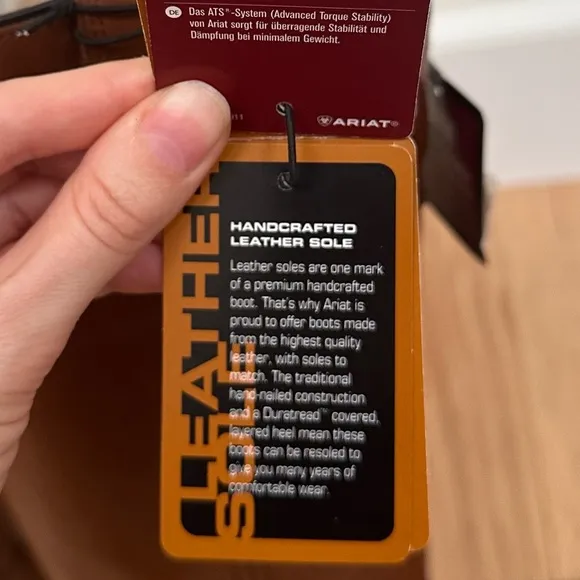 DE Das ATS®-System (Advanced Torque Stability)
von Ariat sorgt für überragende Stabilität und
Dämpfung bei minimalem Gewicht.
ARIAT®
LEATHER
SOLE
HANDCRAFTED
LEATHER SOLE
Leather soles are one mark
of a premium handcrafted
boot. That's why Ariat is
proud to offer boots made
from the highest quality
leather, with soles to
match. The traditional
hand-nailed construction
and a Duratread™ covered,
layered heel mean these
boots can be resoled to
give you many years of
comfortable wear.